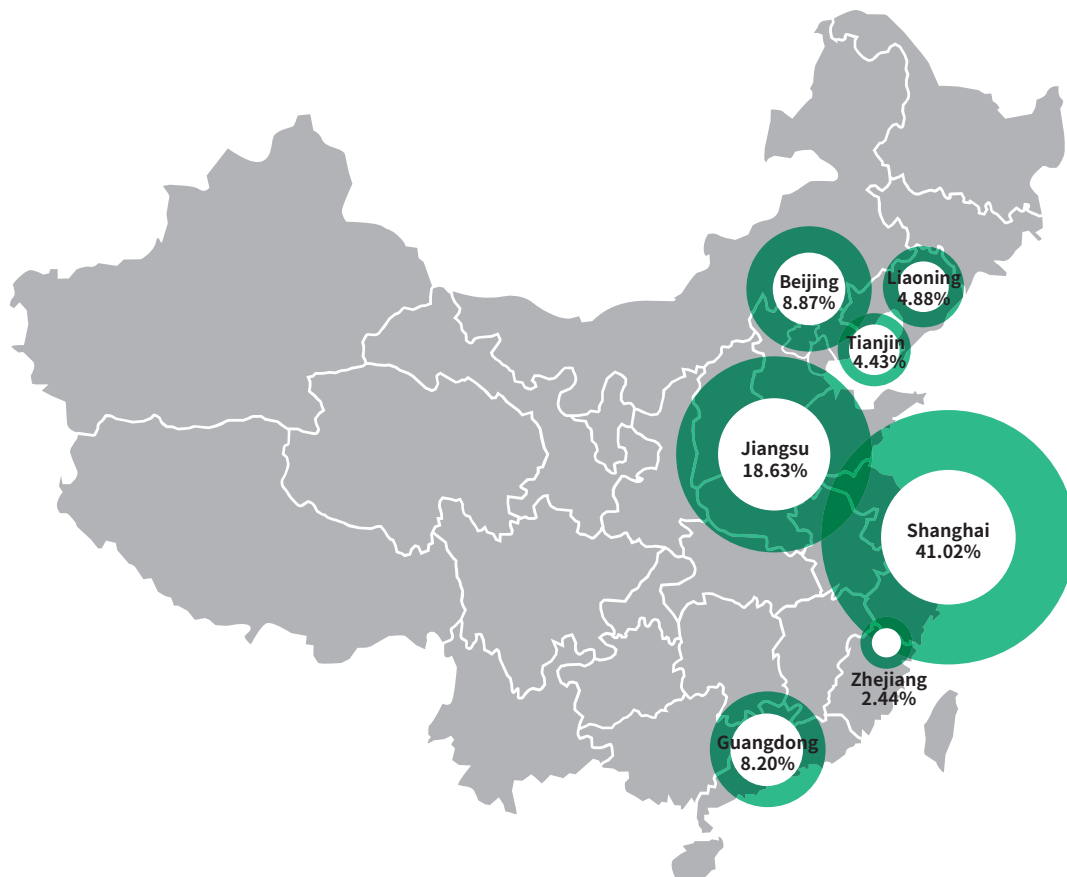 Beijing
8.87%
Liaoning
4.88%
Tianjin
4.43%
Jiangsu
18.63%
Shanghai
41.02%
Zhejiang
2.44%
Guangdong
8.20%